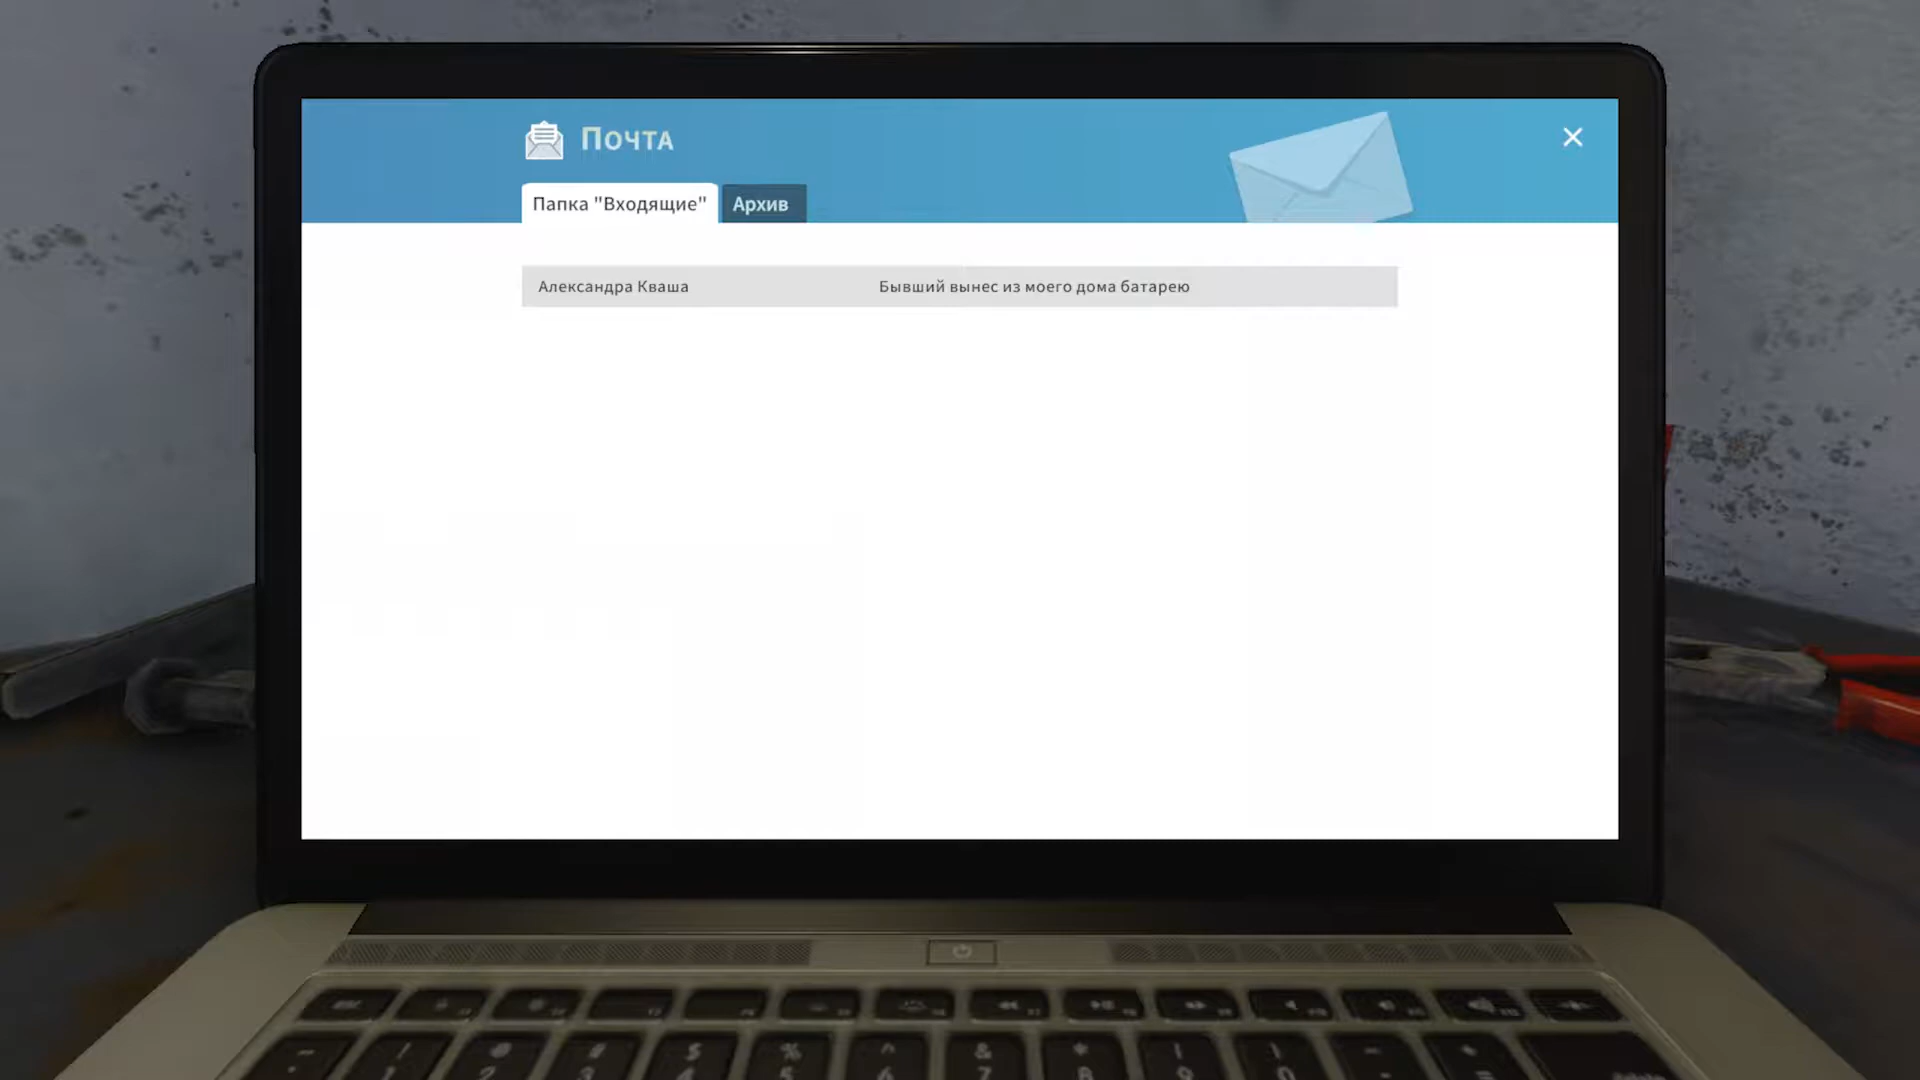 Почта
Папка "Входящие"
Архив
Александра Кваша
Бывший вынес из моего дома батарею